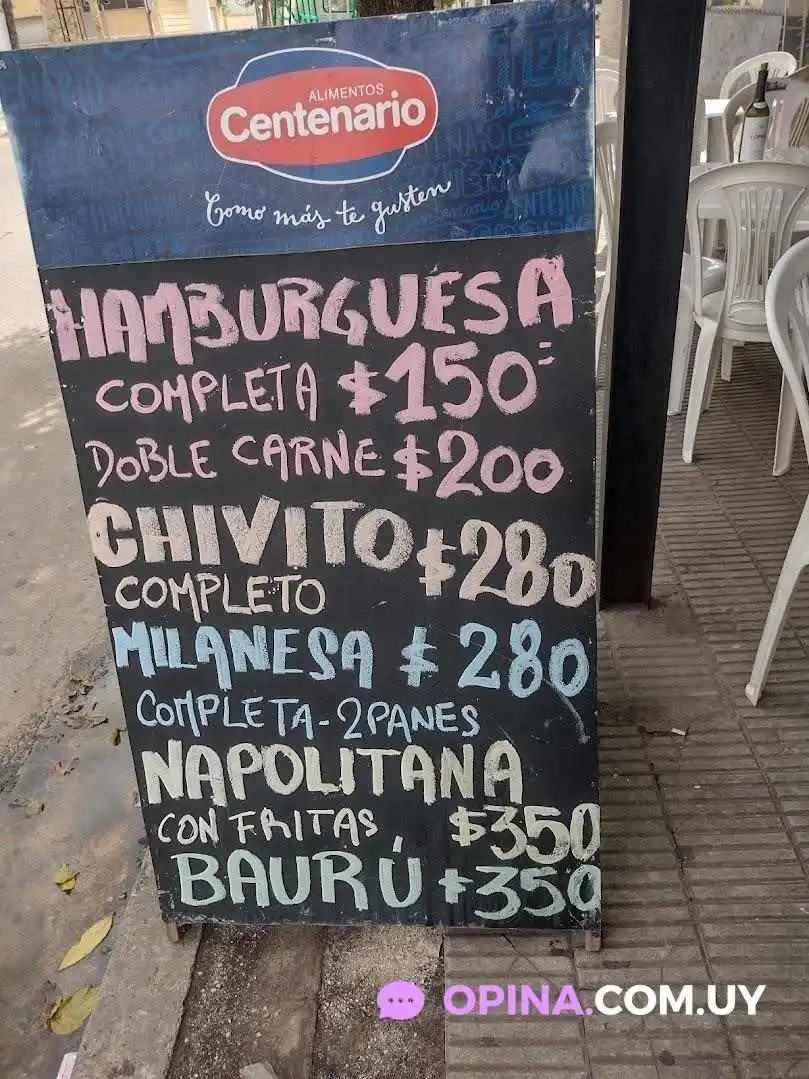 ALIMENTOS
Centenario
Como más te gusten
HAMBURGUESA
COMPLETA $150=
DOBLE CARNE $200
CHIVITO $280
COMPLETO
MILANESA $280
COMPLETA-2PANES
NAPOLITANA
CON FRITAS $350
BAURÚ $350
OPINA.COM.UY